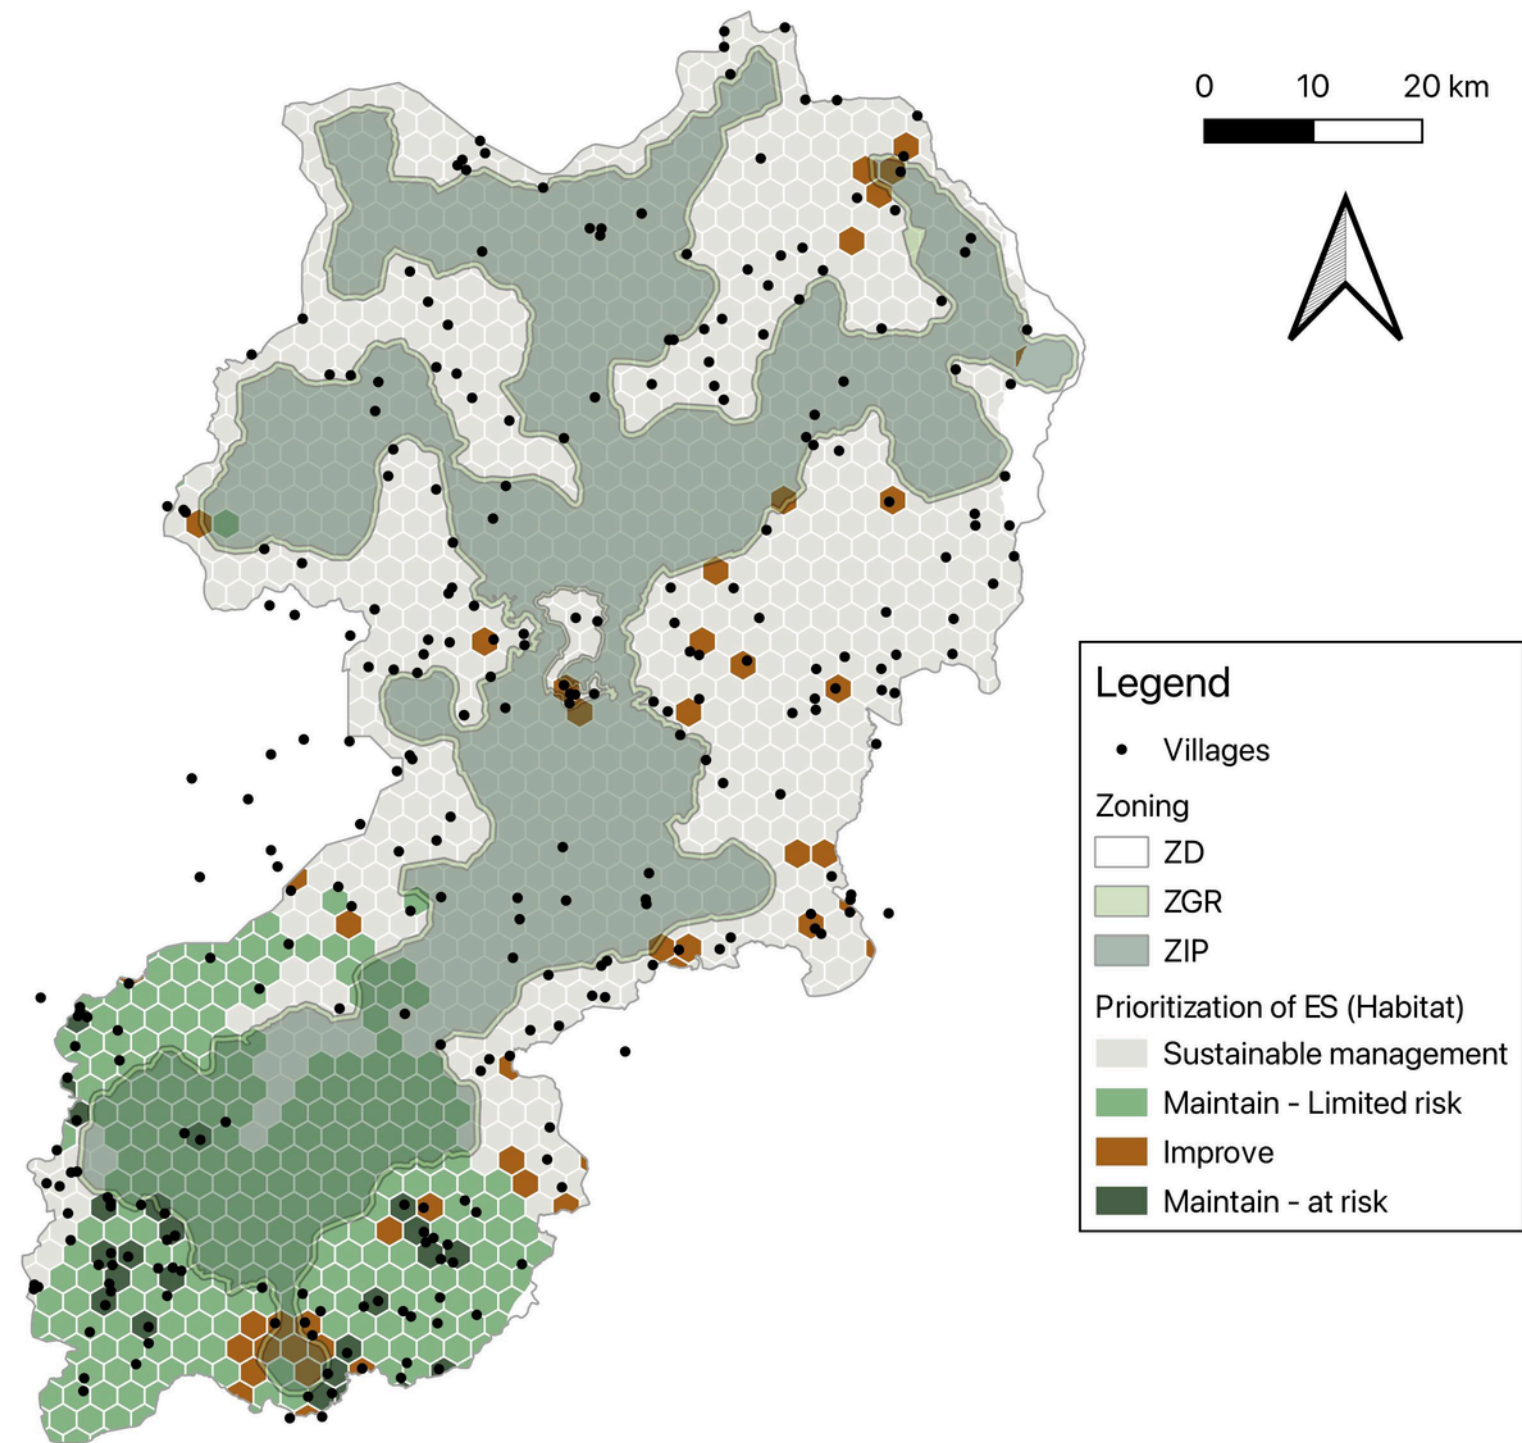 0 10 20 km
Legend
Villages
Zoning
ZD
ZGR
ZIP
Prioritization of ES (Habitat)
Sustainable management
Maintain - Limited risk
Improve
Maintain - at risk